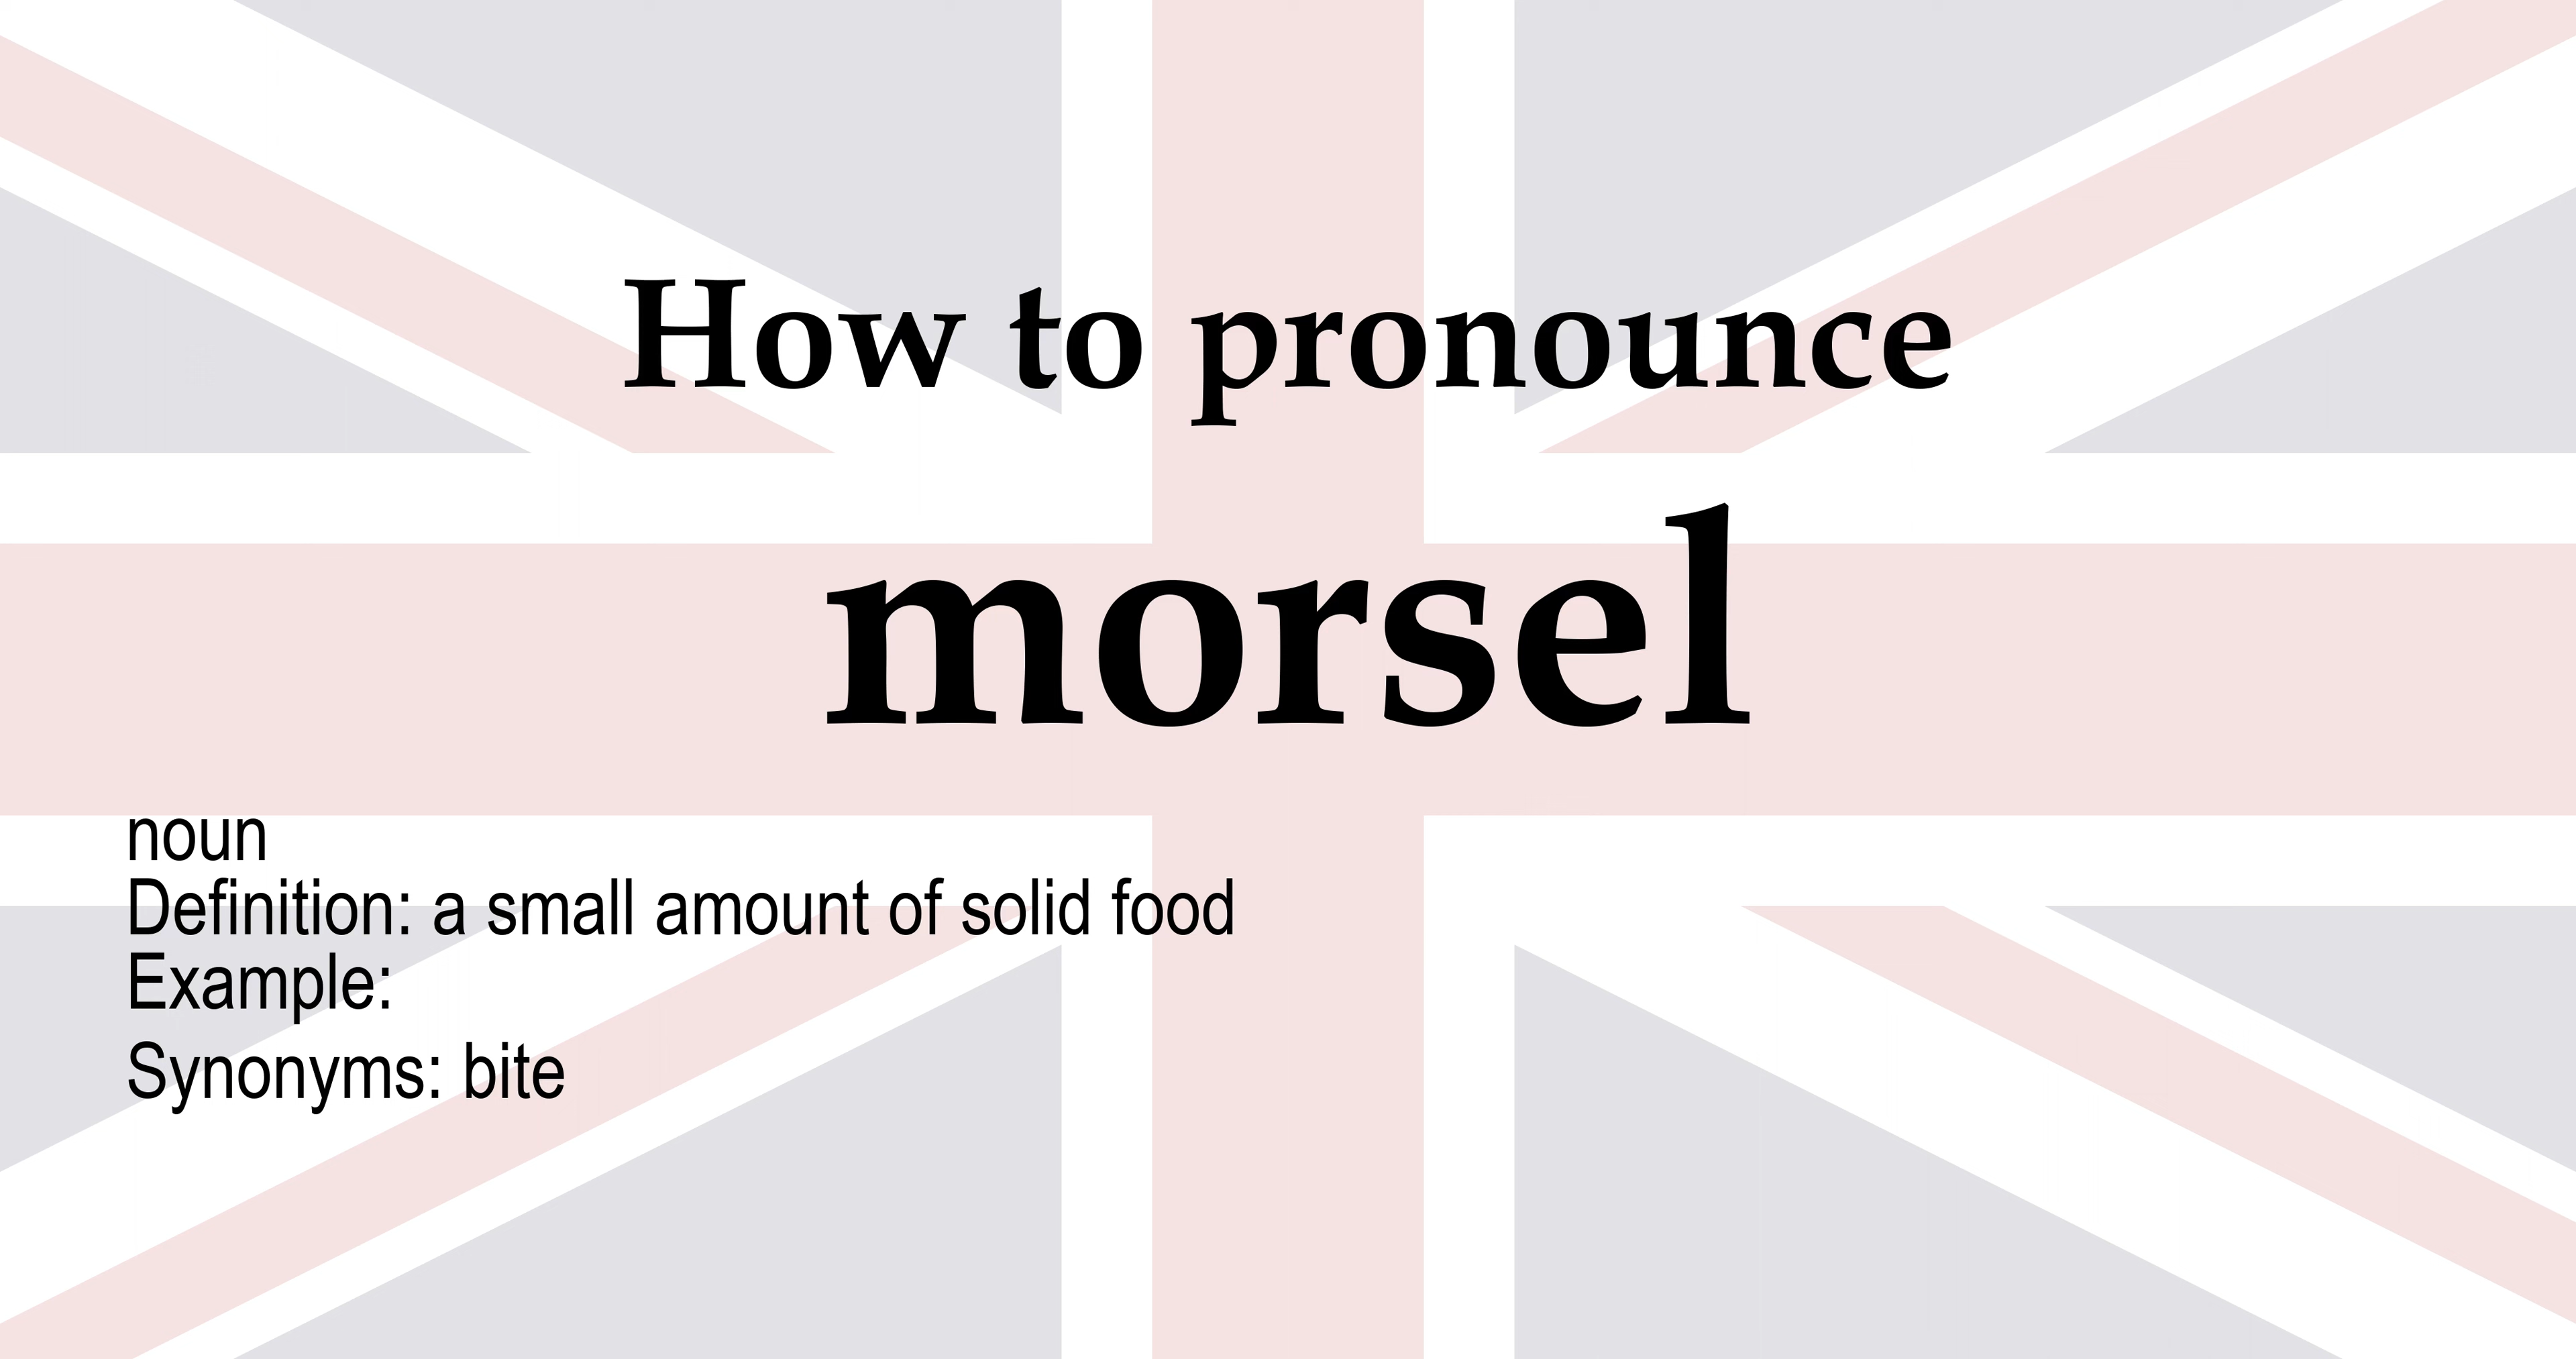 How to pronounce
morsel
noun
Definition: a small amount of solid food
Example:
Synonyms: bite